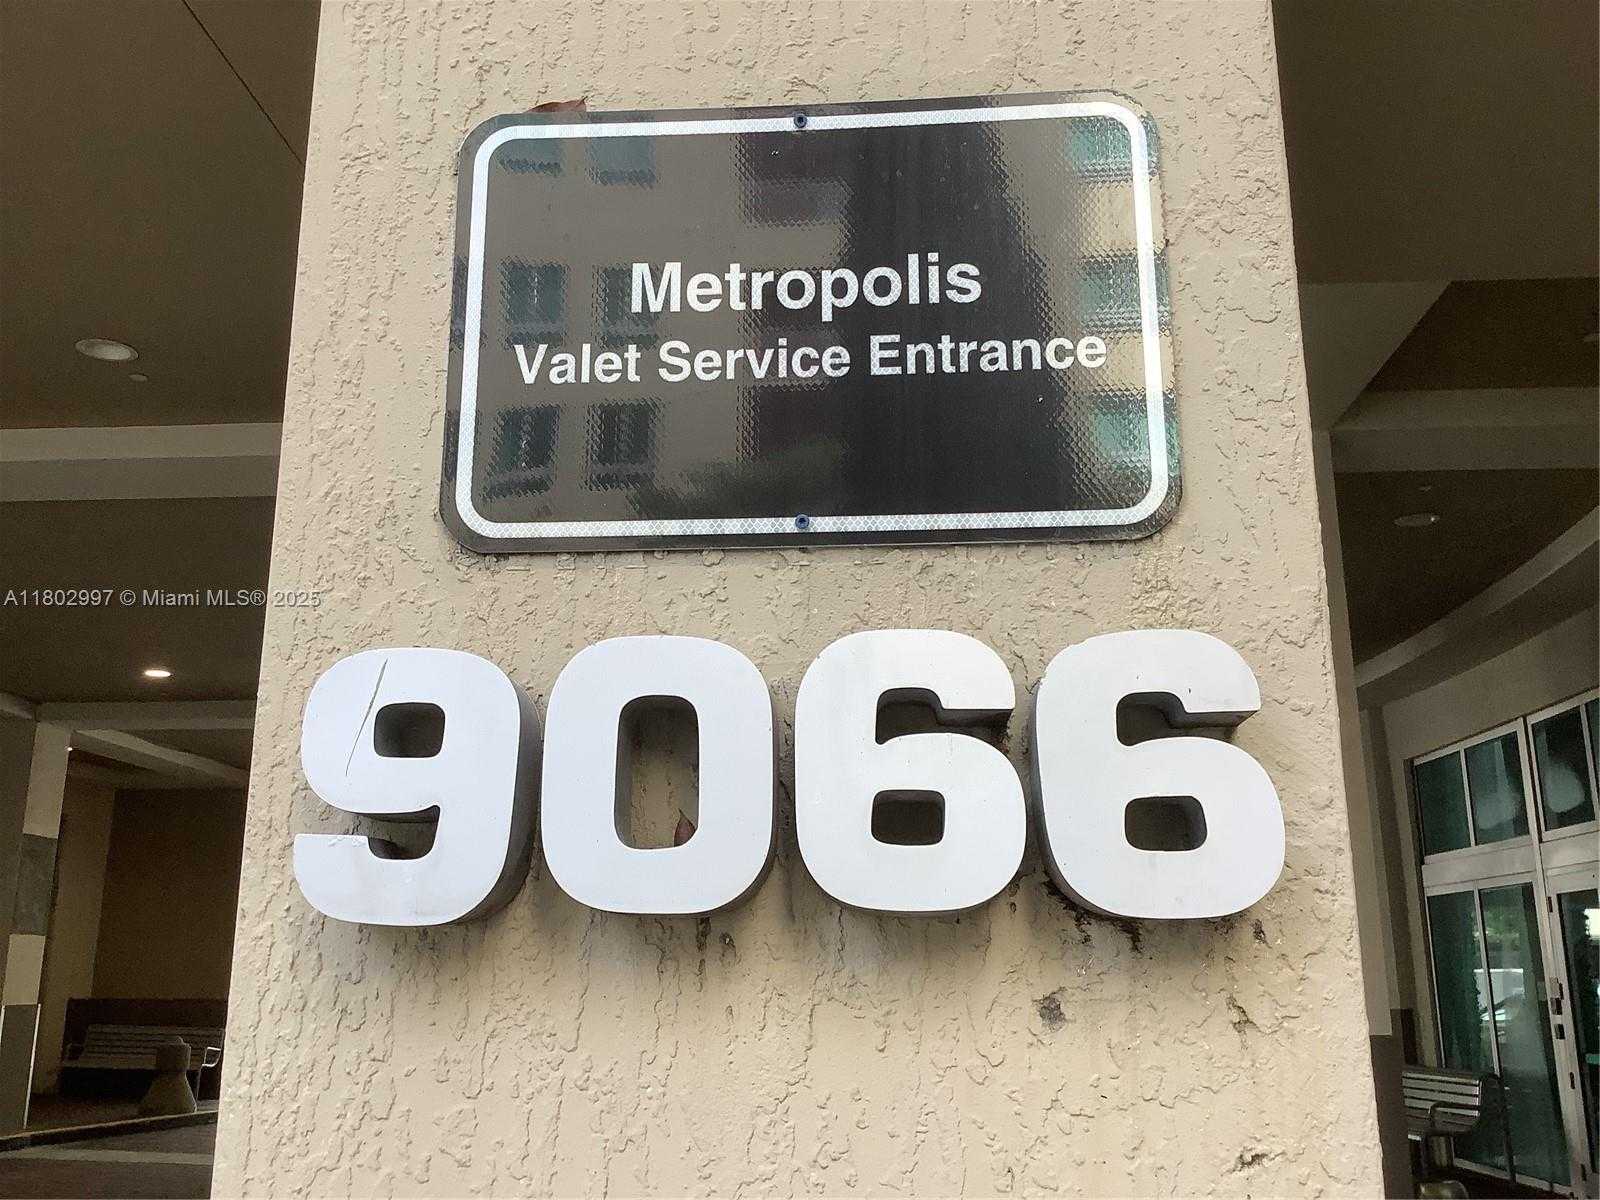 Metropolis
Valet Service Entrance
A11802997 © Miami MLS® 2025
9066